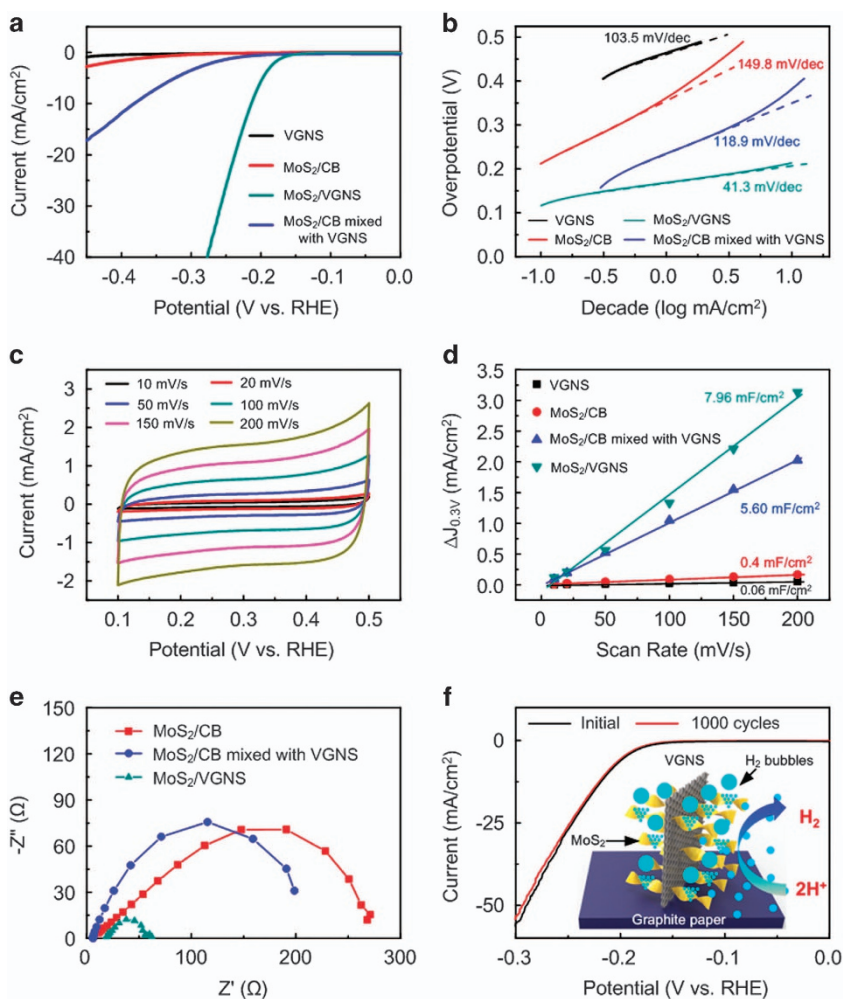 a
0
-10
-20
-30
-40
Current (mA/cm²)
VGNS
MoS₂/CB
MoS₂/VGNS
MoS₂/CB mixed
with VGNS
-0.4 -0.3 -0.2 -0.1 0.0
Potential (V vs. RHE)
b
0.5
0.4
0.3
0.2
0.1
0.0
Overpotential (V)
103.5 mV/dec
149.8 mV/dec
118.9 mV/dec
41.3 mV/dec
VGNS MoS₂/VGNS
MoS₂/CB MoS₂/CB mixed with VGNS
-1.0 -0.5 0.0 0.5 1.0
Decade (log mA/cm²)
c
3
2
1
0
-1
-2
Current (mA/cm²)
10 mV/s 20 mV/s
50 mV/s 100 mV/s
150 mV/s 200 mV/s
0.1 0.2 0.3 0.4 0.5
Potential (V vs. RHE)
d
3.5
3.0
2.5
2.0
1.5
1.0
0.5
0.0
ΔJ₀.₃ᵥ (mA/cm²)
VGNS
MoS₂/CB
MoS₂/CB mixed with VGNS
MoS₂/VGNS
7.96 mF/cm²
5.60 mF/cm²
0.4 mF/cm²
0.06 mF/cm²
0 50 100 150 200
Scan Rate (mV/s)
e
-150
-120
-90
-60
-30
0
-Z" (Ω)
MoS₂/CB
MoS₂/CB mixed with VGNS
MoS₂/VGNS
0 100 200 300
Z' (Ω)
f
0
-25
-50
Current (mA/cm²)
Initial 1000 cycles
VGNS
H₂ bubbles
MoS₂
H₂
2H⁺
Graphite paper
-0.3 -0.2 -0.1 0.0
Potential (V vs. RHE)